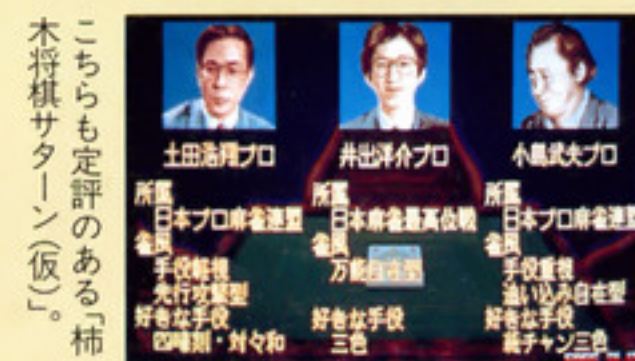 こちらも定評のある「柿
木将棋サターン(仮)」。
土田浩翔プロ
井出洋介プロ
小島武夫プロ
所属
日本プロ麻雀連盟
雀風
手役軽視
先行攻撃型
好きな手役
四暗刻・対々和
所属
日本麻雀最高位戦
雀風
万能自在型
好きな手役
三色
所属
日本プロ麻雀連盟
雀風
手役重視
追い込み自在型
好きな手役
純チャン三色